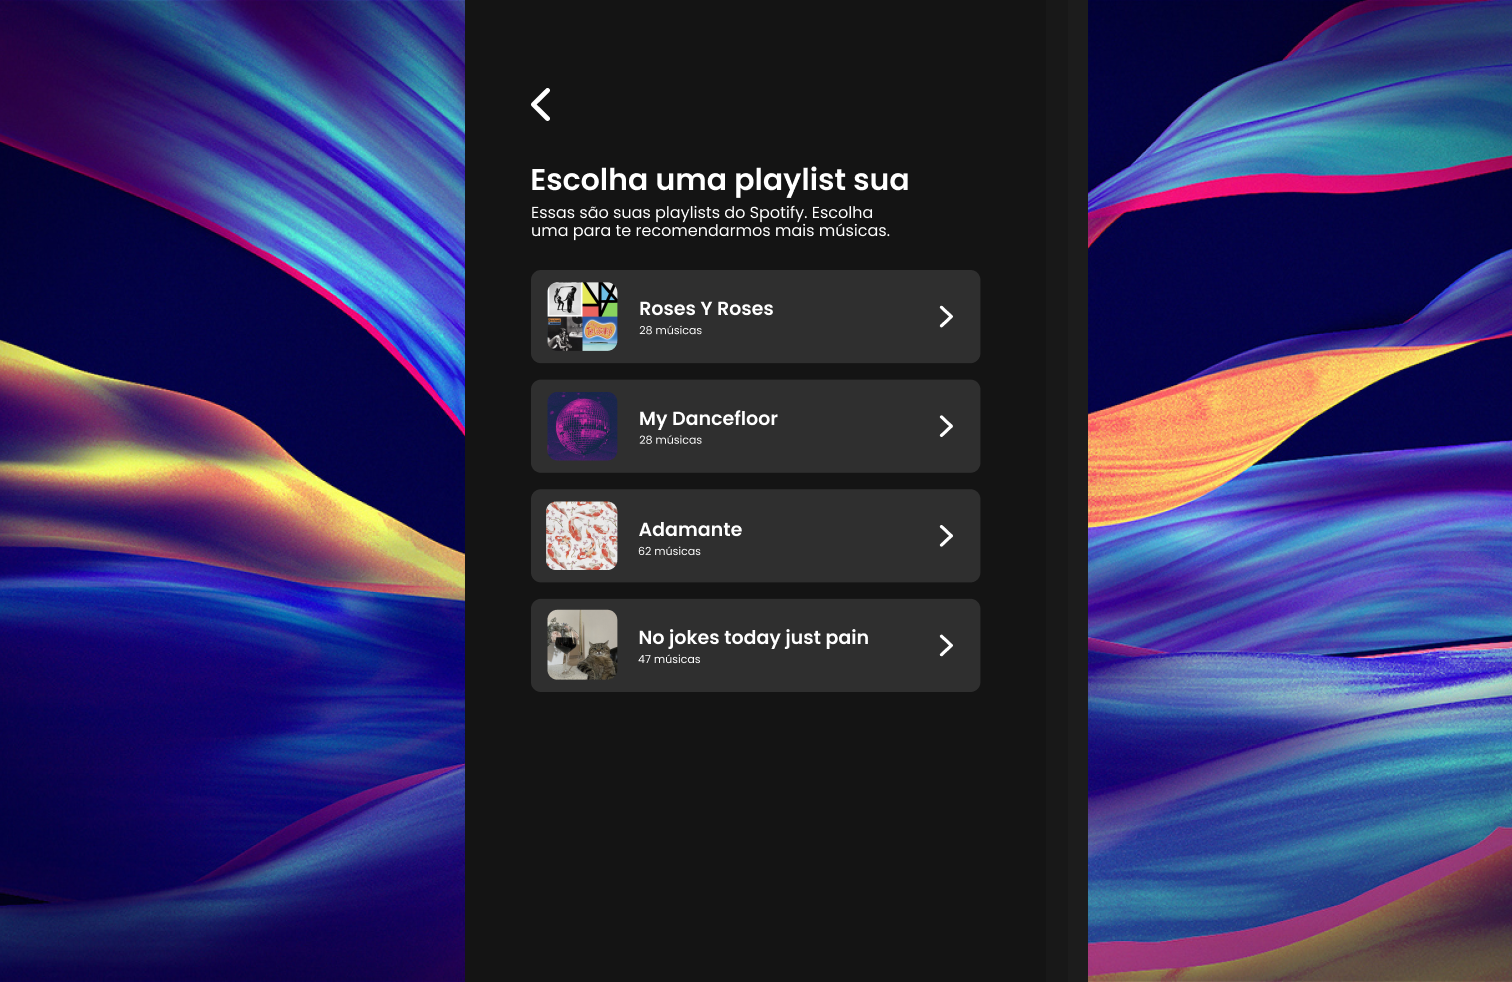 Escolha uma playlist sua
Essas são suas playlists do Spotify. Escolha
uma para te recomendarmos mais músicas.
Roses Y Roses
28 músicas
My Dancefloor
28 músicas
Adamante
62 músicas
No jokes today just pain
47 músicas